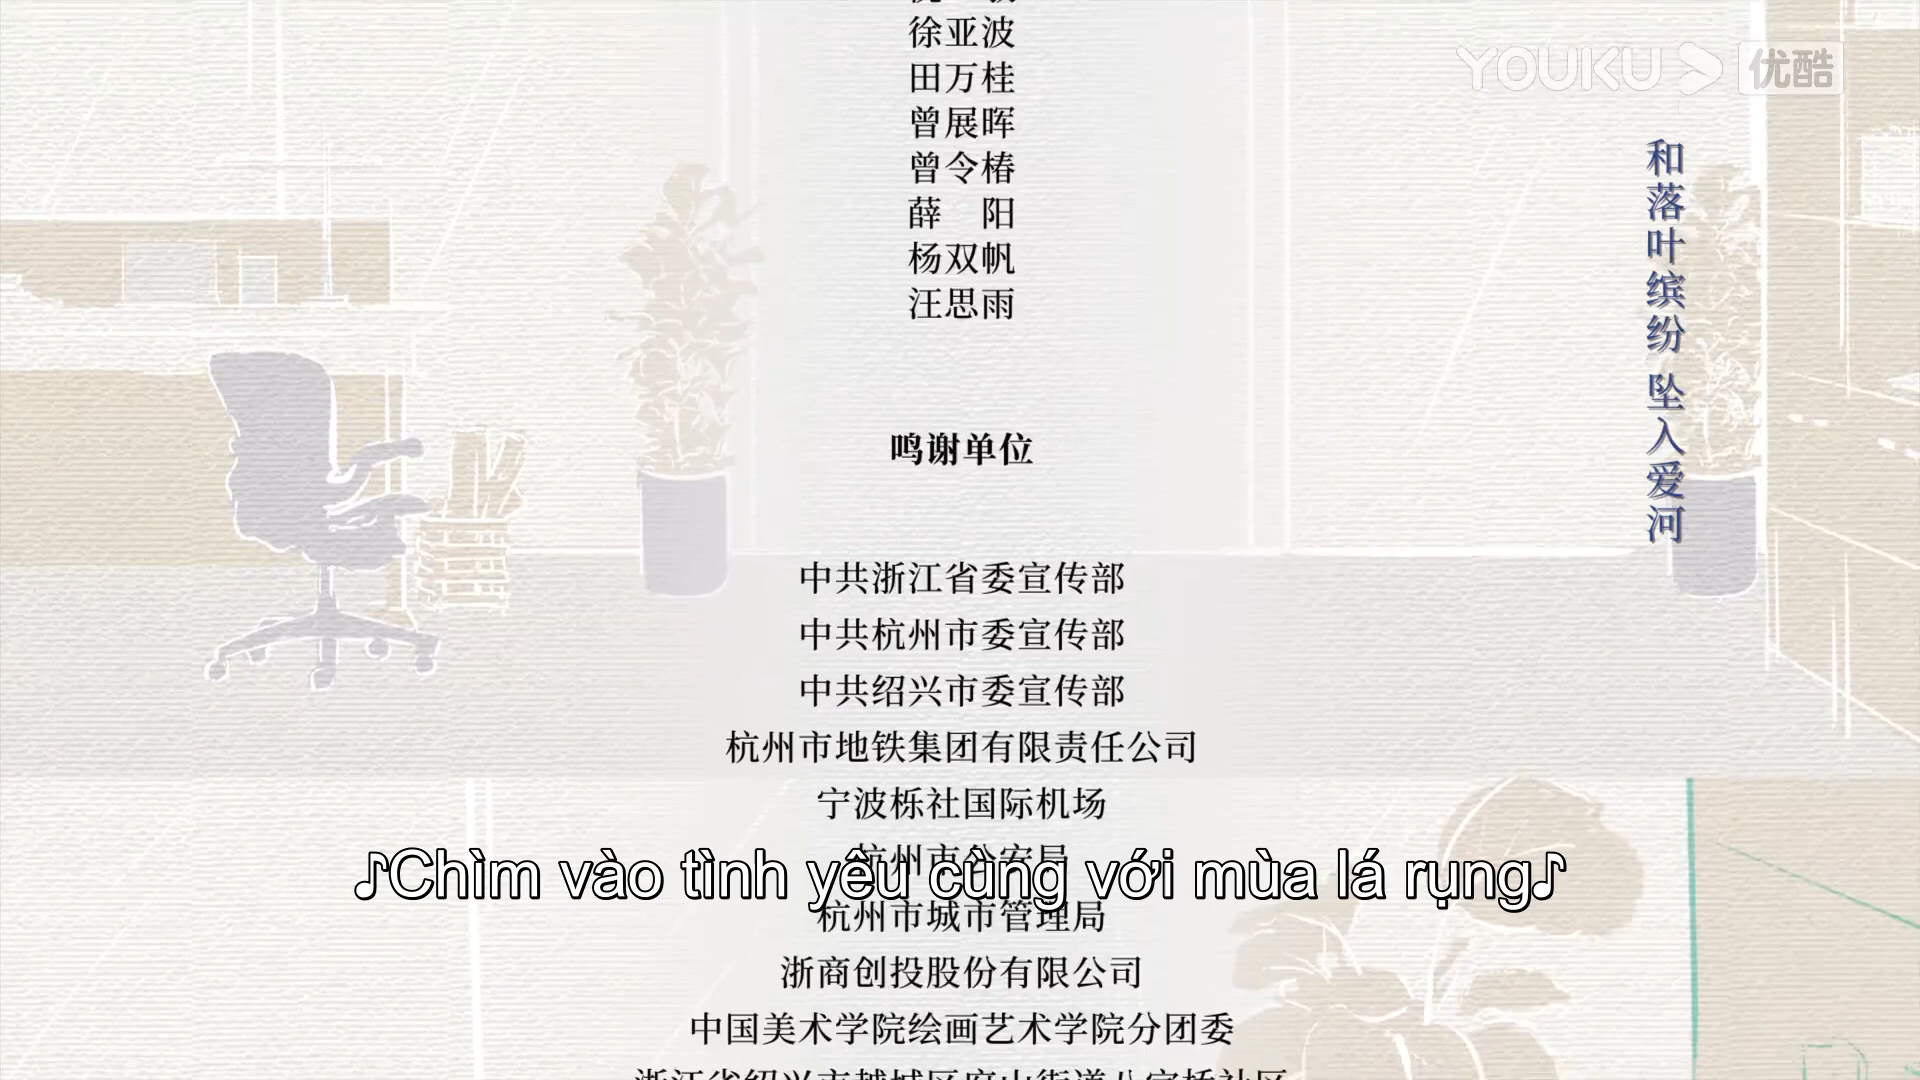 徐亚波
田万桂
曾展晖
曾令椿
薛　阳
杨双帆
汪思雨
YOUKU 优酷
和落叶缤纷 坠入爱河
鸣谢单位
中共浙江省委宣传部
中共杭州市委宣传部
中共绍兴市委宣传部
杭州市地铁集团有限责任公司
宁波栎社国际机场
杭州市公安局
♪Chìm vào tình yêu cùng với mùa lá rụng♪
杭州市城市管理局
浙商创投股份有限公司
中国美术学院绘画艺术学院分团委